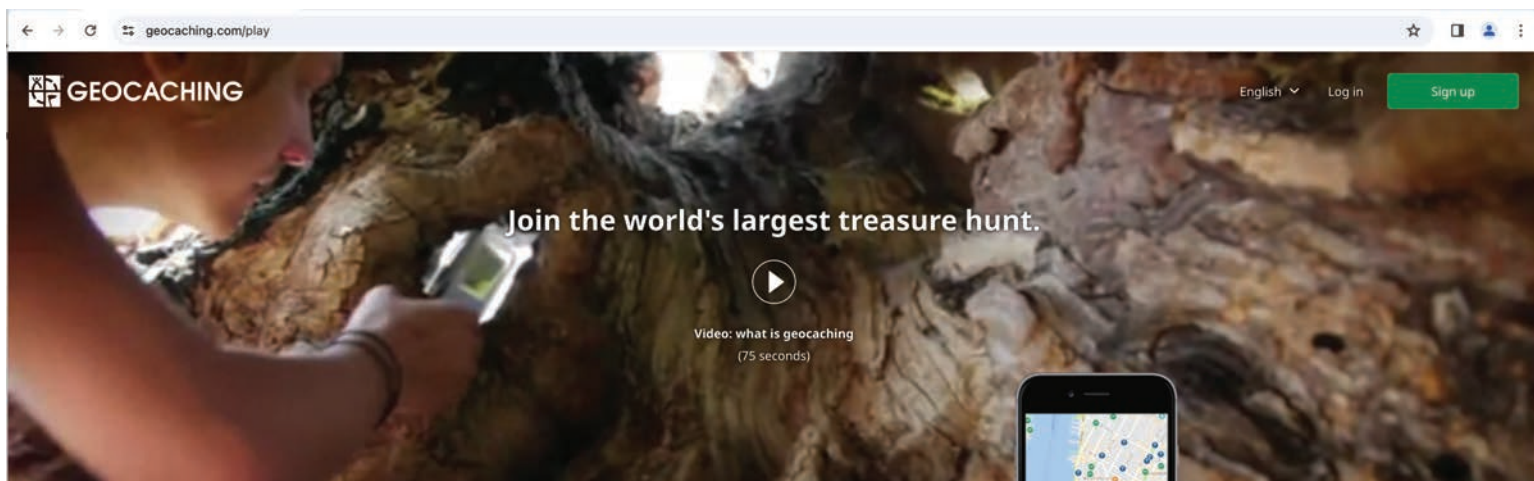 geocaching.com/play
GEOCACHING
English
Log in
Sign up
Join the world's largest treasure hunt.
Video: what is geocaching
(75 seconds)